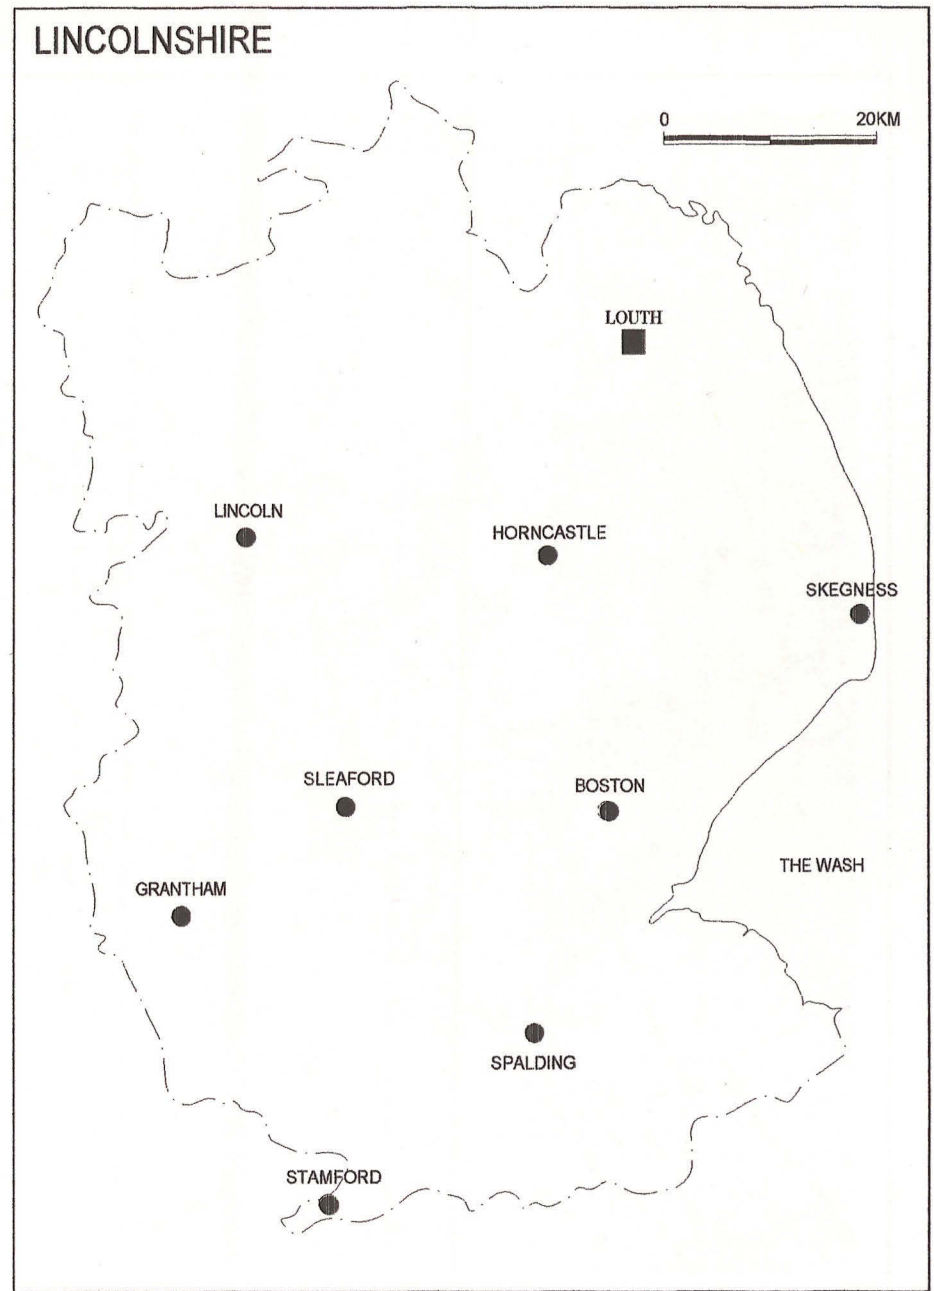 LINCOLNSHIRE
0 20KM
LOUTH
LINCOLN
HORNCASTLE
SKEGNESS
SLEAFORD
BOSTON
THE WASH
GRANTHAM
SPALDING
STAMFORD